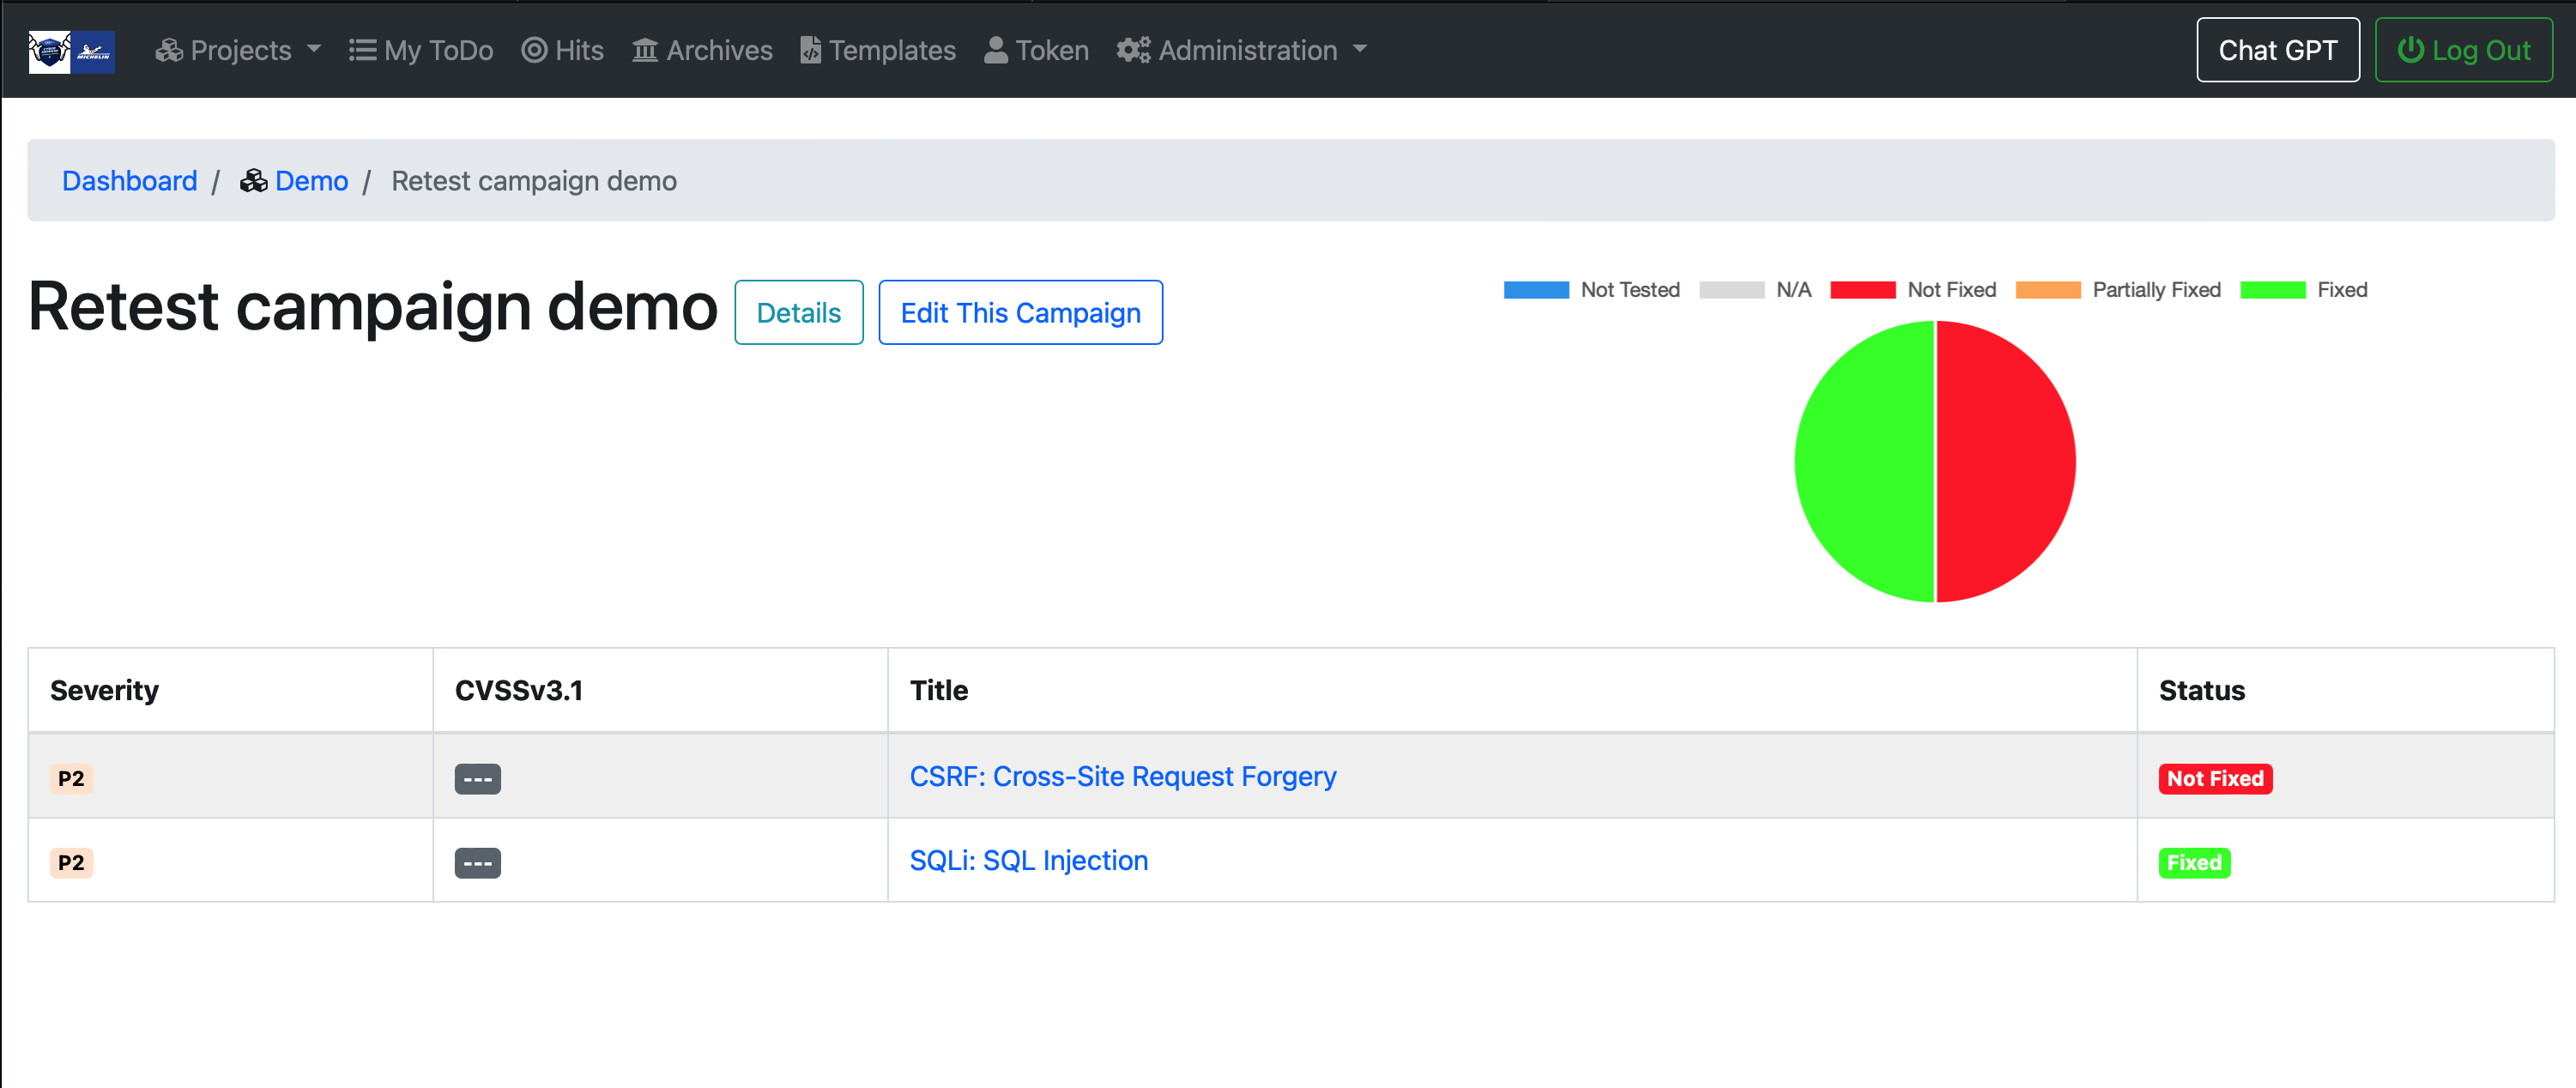 MICHELIN Projects My ToDo Hits Archives Templates Token Administration Chat GPT Log Out
Dashboard / Demo / Retest campaign demo
Retest campaign demo Details Edit This Campaign
Not Tested N/A Not Fixed Partially Fixed Fixed
Severity CVSSv3.1 Title Status
P2 --- CSRF: Cross-Site Request Forgery Not Fixed
P2 --- SQLi: SQL Injection Fixed